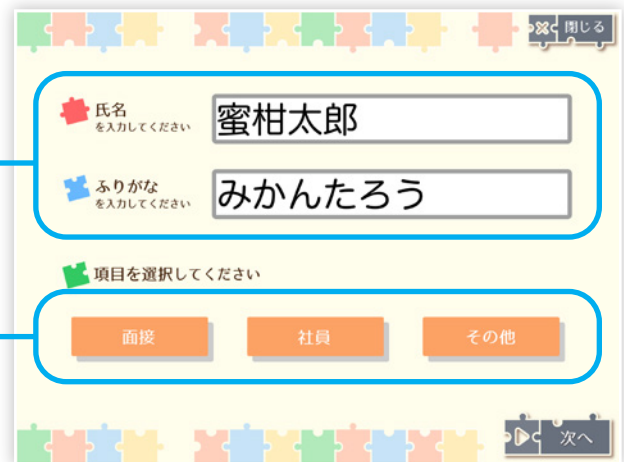 閉じる
氏名
を入力してください
蜜柑太郎
ふりがな
を入力してください
みかんたろう
項目を選択してください
面接
社員
その他
次へ